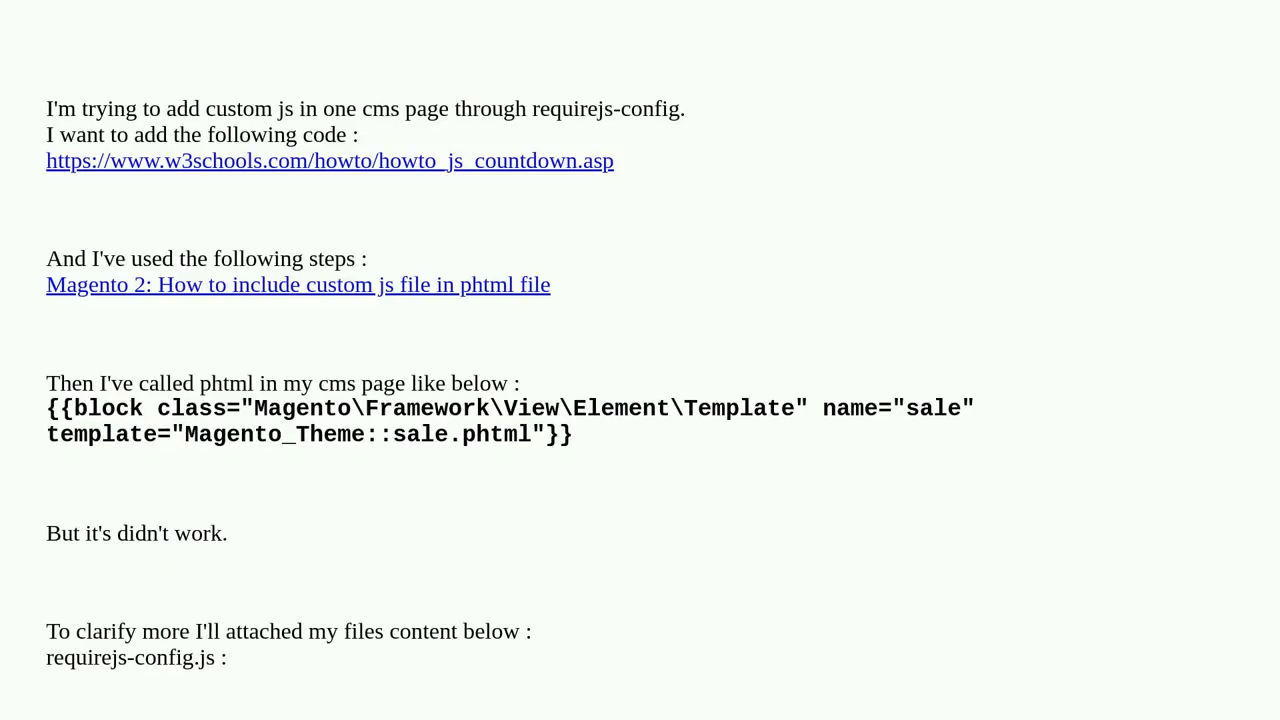 I'm trying to add custom js in one cms page through requirejs-config.
I want to add the following code :
https://www.w3schools.com/howto/howto_js_countdown.asp
And I've used the following steps :
Magento 2: How to include custom js file in phtml file
Then I've called phtml in my cms page like below :
{{block class="Magento\Framework\View\Element\Template" name="sale"
template="Magento_Theme::sale.phtml"}}
But it's didn't work.
To clarify more I'll attached my files content below :
requirejs-config.js :